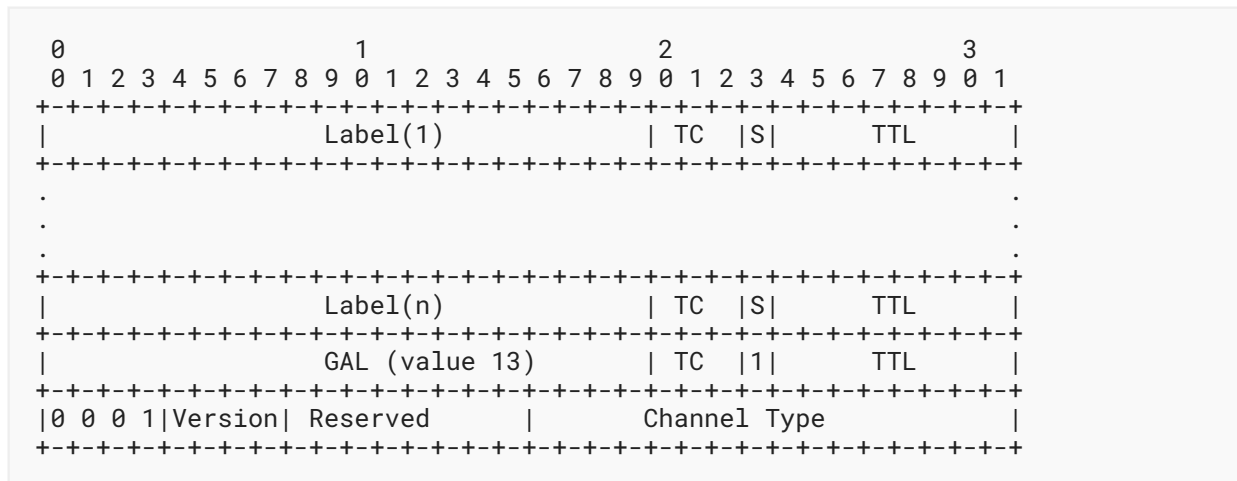 0                   1                   2                   3
 0 1 2 3 4 5 6 7 8 9 0 1 2 3 4 5 6 7 8 9 0 1 2 3 4 5 6 7 8 9 0 1
+-+-+-+-+-+-+-+-+-+-+-+-+-+-+-+-+-+-+-+-+-+-+-+-+-+-+-+-+-+-+-+-+
|                  Label(1)             | TC  |S|      TTL      |
+-+-+-+-+-+-+-+-+-+-+-+-+-+-+-+-+-+-+-+-+-+-+-+-+-+-+-+-+-+-+-+-+
.                                                               .
.                                                               .
.                                                               .
+-+-+-+-+-+-+-+-+-+-+-+-+-+-+-+-+-+-+-+-+-+-+-+-+-+-+-+-+-+-+-+-+
|                  Label(n)             | TC  |S|      TTL      |
+-+-+-+-+-+-+-+-+-+-+-+-+-+-+-+-+-+-+-+-+-+-+-+-+-+-+-+-+-+-+-+-+
|                  GAL (value 13)       | TC  |1|      TTL      |
+-+-+-+-+-+-+-+-+-+-+-+-+-+-+-+-+-+-+-+-+-+-+-+-+-+-+-+-+-+-+-+-+
|0 0 0 1|Version| Reserved      |       Channel Type            |
+-+-+-+-+-+-+-+-+-+-+-+-+-+-+-+-+-+-+-+-+-+-+-+-+-+-+-+-+-+-+-+-+